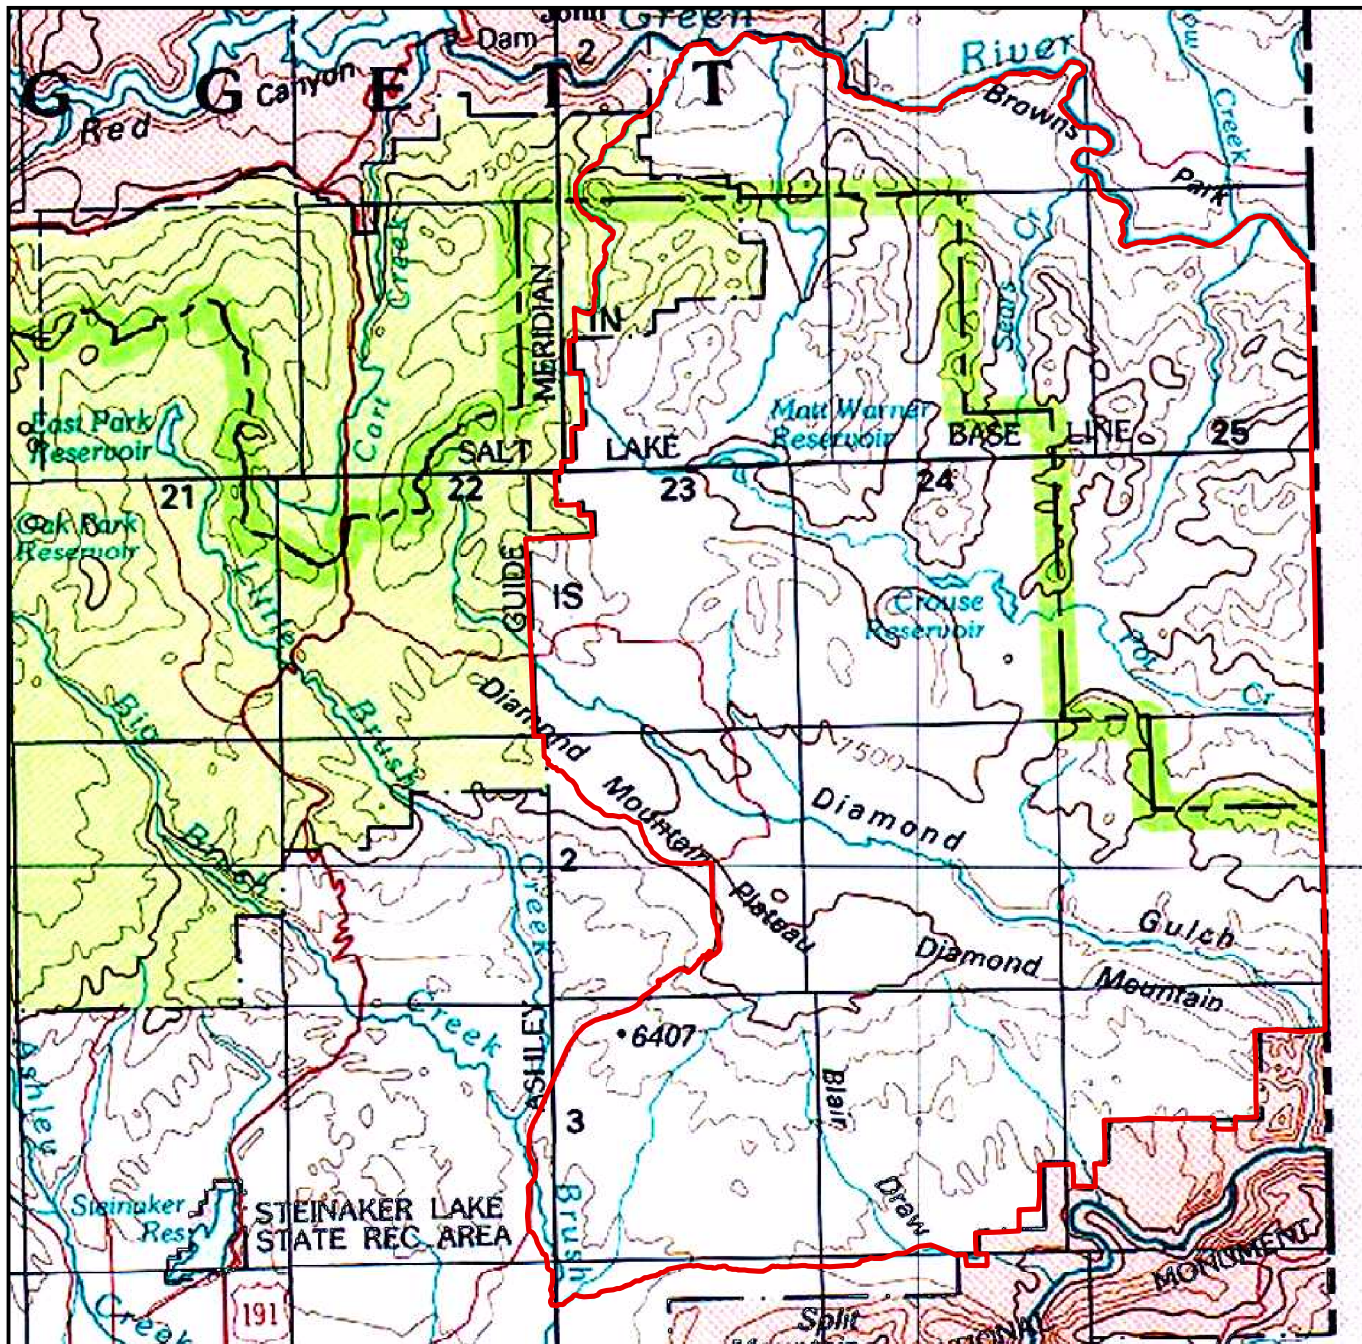 John
Green
Dam
2
River
G G E T T
Canyon
Red
Browns
Creek
Park
7500
Creek
Cr
Sears
MERIDIAN
IN
Cart
East Park
Reservoir
Matt Warner
Reservoir
SALT
LAKE
BASE
LINE
25
21
22
23
24
Oak Park
Reservoir
GUIDE
IS
Little
Crouse
Reservoir
Pot
Cr
Big
Brush
Diamond
Mountain
Plateau
7500
Diamond
Gulch
Brush
Creek
2
Diamond
Mountain
Creek
ASHLEY
6407
Ashley
Blair
Draw
3
Brush
Steinaker
Res
STEINAKER LAKE
STATE REC AREA
MONUMENT
191
Creek
Split